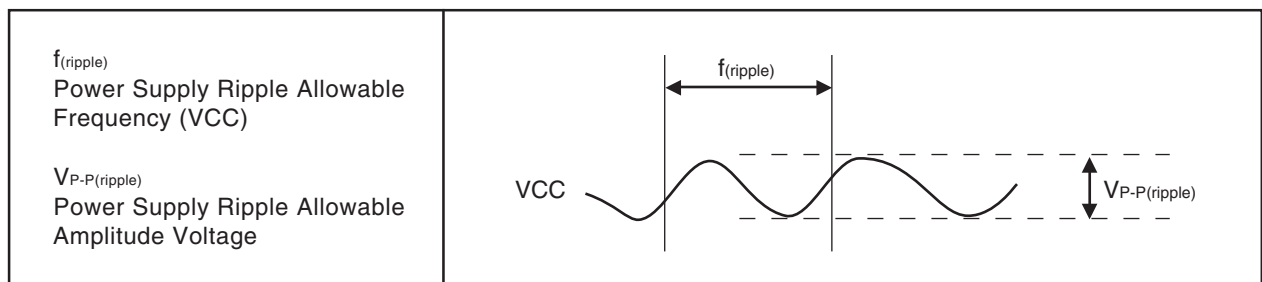 f(ripple)
Power Supply Ripple Allowable
Frequency (VCC)
VP-P(ripple)
Power Supply Ripple Allowable
Amplitude Voltage
f(ripple)
VCC
VP-P(ripple)